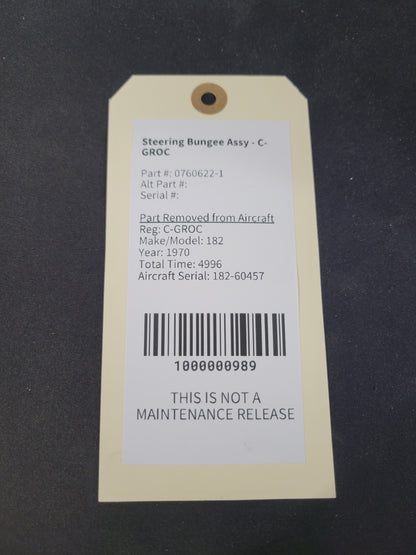 Steering Bungee Assy - C-
GROC
Part #: 0760622-1
Alt Part #:
Serial #:
Part Removed from Aircraft
Reg: C-GROC
Make/Model: 182
Year: 1970
Total Time: 4996
Aircraft Serial: 182-60457
1000000989
THIS IS NOT A
MAINTENANCE RELEASE